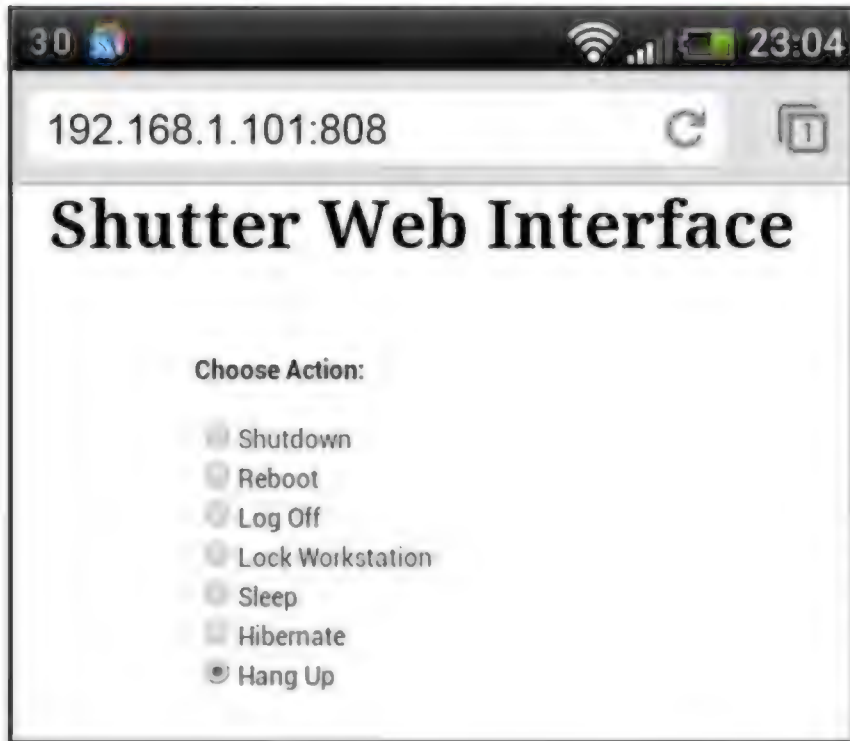 30 23:04
192.168.1.101:808 1
Shutter Web Interface
Choose Action:
Shutdown
Reboot
Log Off
Lock Workstation
Sleep
Hibernate
Hang Up